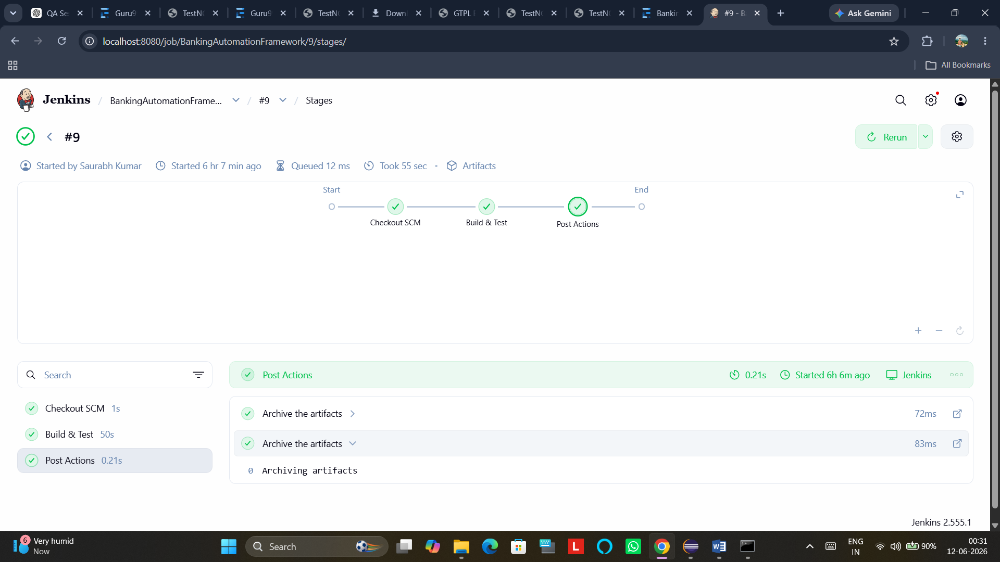 QA Se
Guru9
TestN
Guru9
TestN
Down
GTPL
TestN
TestN
Bankin
#9 - B
Ask Gemini
localhost:8080/job/BankingAutomationFramework/9/stages/
All Bookmarks
Jenkins / BankingAutomationFrame... / #9 / Stages
#9
Rerun
Started by Saurabh Kumar Started 6 hr 7 min ago Queued 12 ms Took 55 sec • Artifacts
Start End
Checkout SCM Build & Test Post Actions
Search
Post Actions 0.21s Started 6h 6m ago Jenkins
Checkout SCM 1s
Build & Test 50s
Post Actions 0.21s
Archive the artifacts 72ms
Archive the artifacts 83ms
0 Archiving artifacts
Jenkins 2.555.1
6
Very humid
Now
Search
L
ENG
IN
90%
00:31
12-06-2026